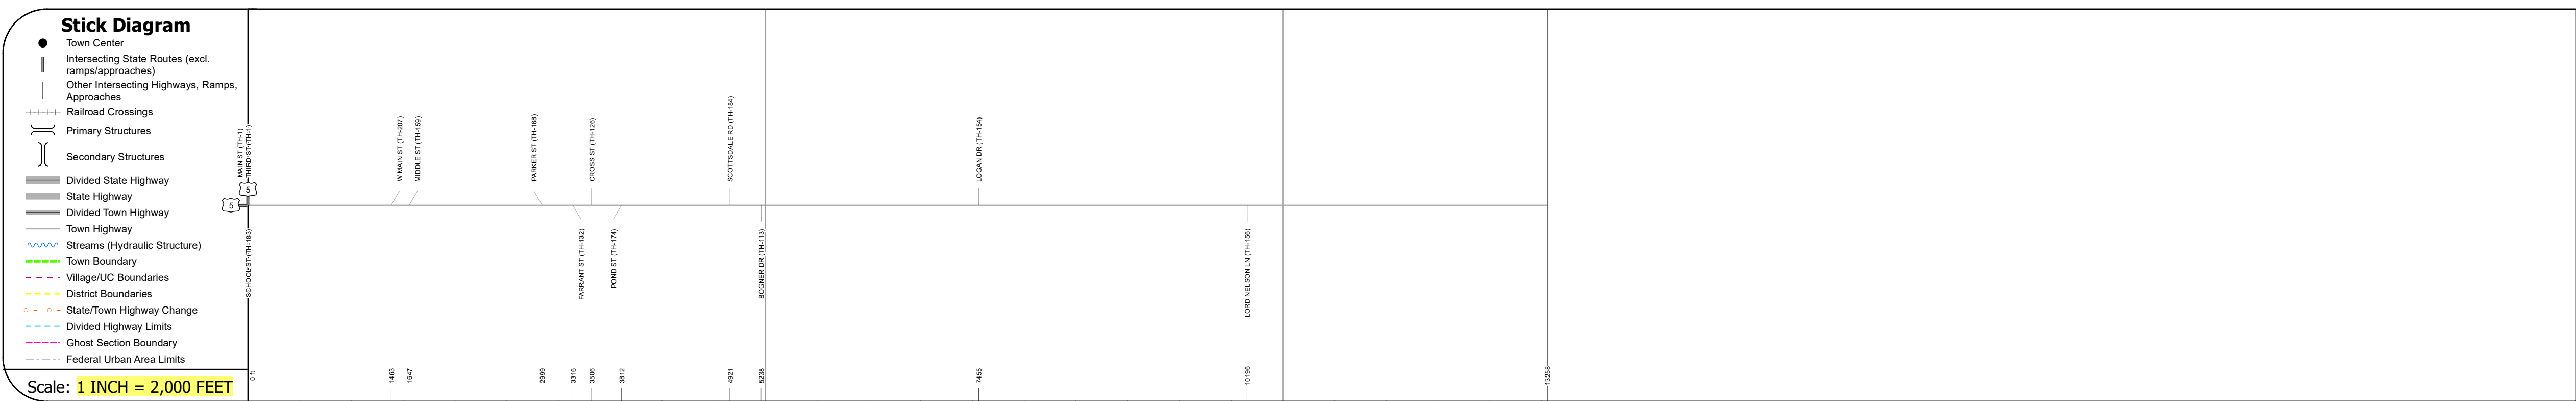 Stick Diagram
Town Center
Intersecting State Routes (excl.
ramps/approaches)
Other Intersecting Highways, Ramps,
Approaches
Railroad Crossings
Primary Structures
Secondary Structures
Divided State Highway
State Highway
Divided Town Highway
Town Highway
Streams (Hydraulic Structure)
Town Boundary
Village/UC Boundaries
District Boundaries
State/Town Highway Change
Divided Highway Limits
Ghost Section Boundary
Federal Urban Area Limits
Scale: 1 INCH = 2,000 FEET
MAIN ST (TH-1)
THIRD ST (TH-1)
5
5
SCHOOL ST (TH-183)
W MAIN ST (TH-207)
MIDDLE ST (TH-159)
PARKER ST (TH-168)
CROSS ST (TH-126)
SCOTTSDALE RD (TH-184)
LOGAN DR (TH-154)
FARRANT ST (TH-132)
POND ST (TH-174)
BOGNER DR (TH-113)
LORD NELSON LN (TH-156)
0 ft
1463
1647
2999
3316
3506
3812
4921
5238
7455
10196
13258